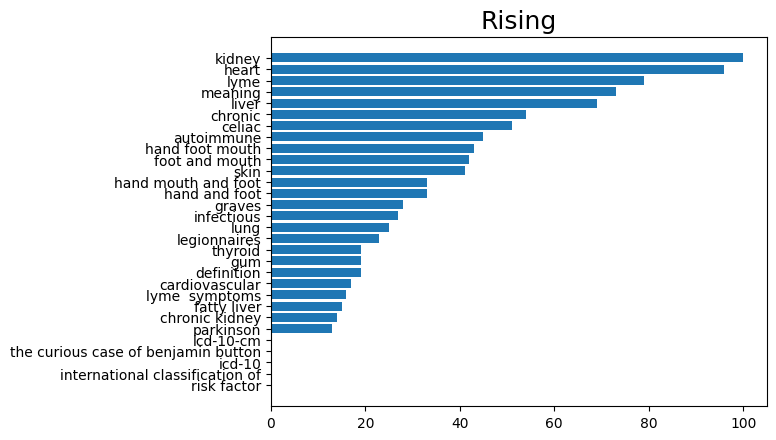 Rising
kidney
heart
lyme
meaning
liver
chronic
celiac
autoimmune
hand foot mouth
foot and mouth
skin
hand mouth and foot
hand and foot
graves
infectious
lung
legionnaires
thyroid
gum
definition
cardiovascular
lyme  symptoms
fatty liver
chronic kidney
parkinson
icd-10-cm
the curious case of benjamin button
icd-10
international classification of
risk factor
0 20 40 60 80 100